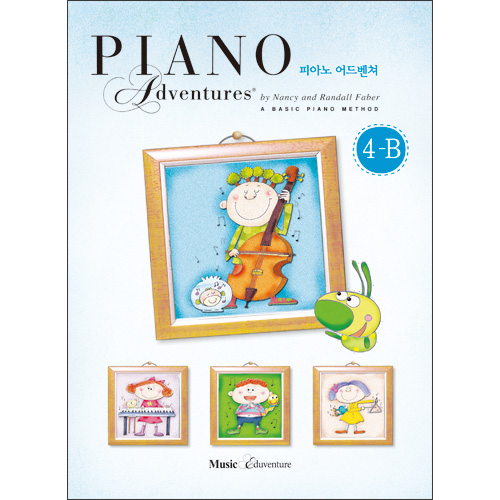 PIANO
피아노 어드벤쳐
Adventures®
by Nancy and Randall Faber
A BASIC PIANO METHOD
4-B
Music Eduventure